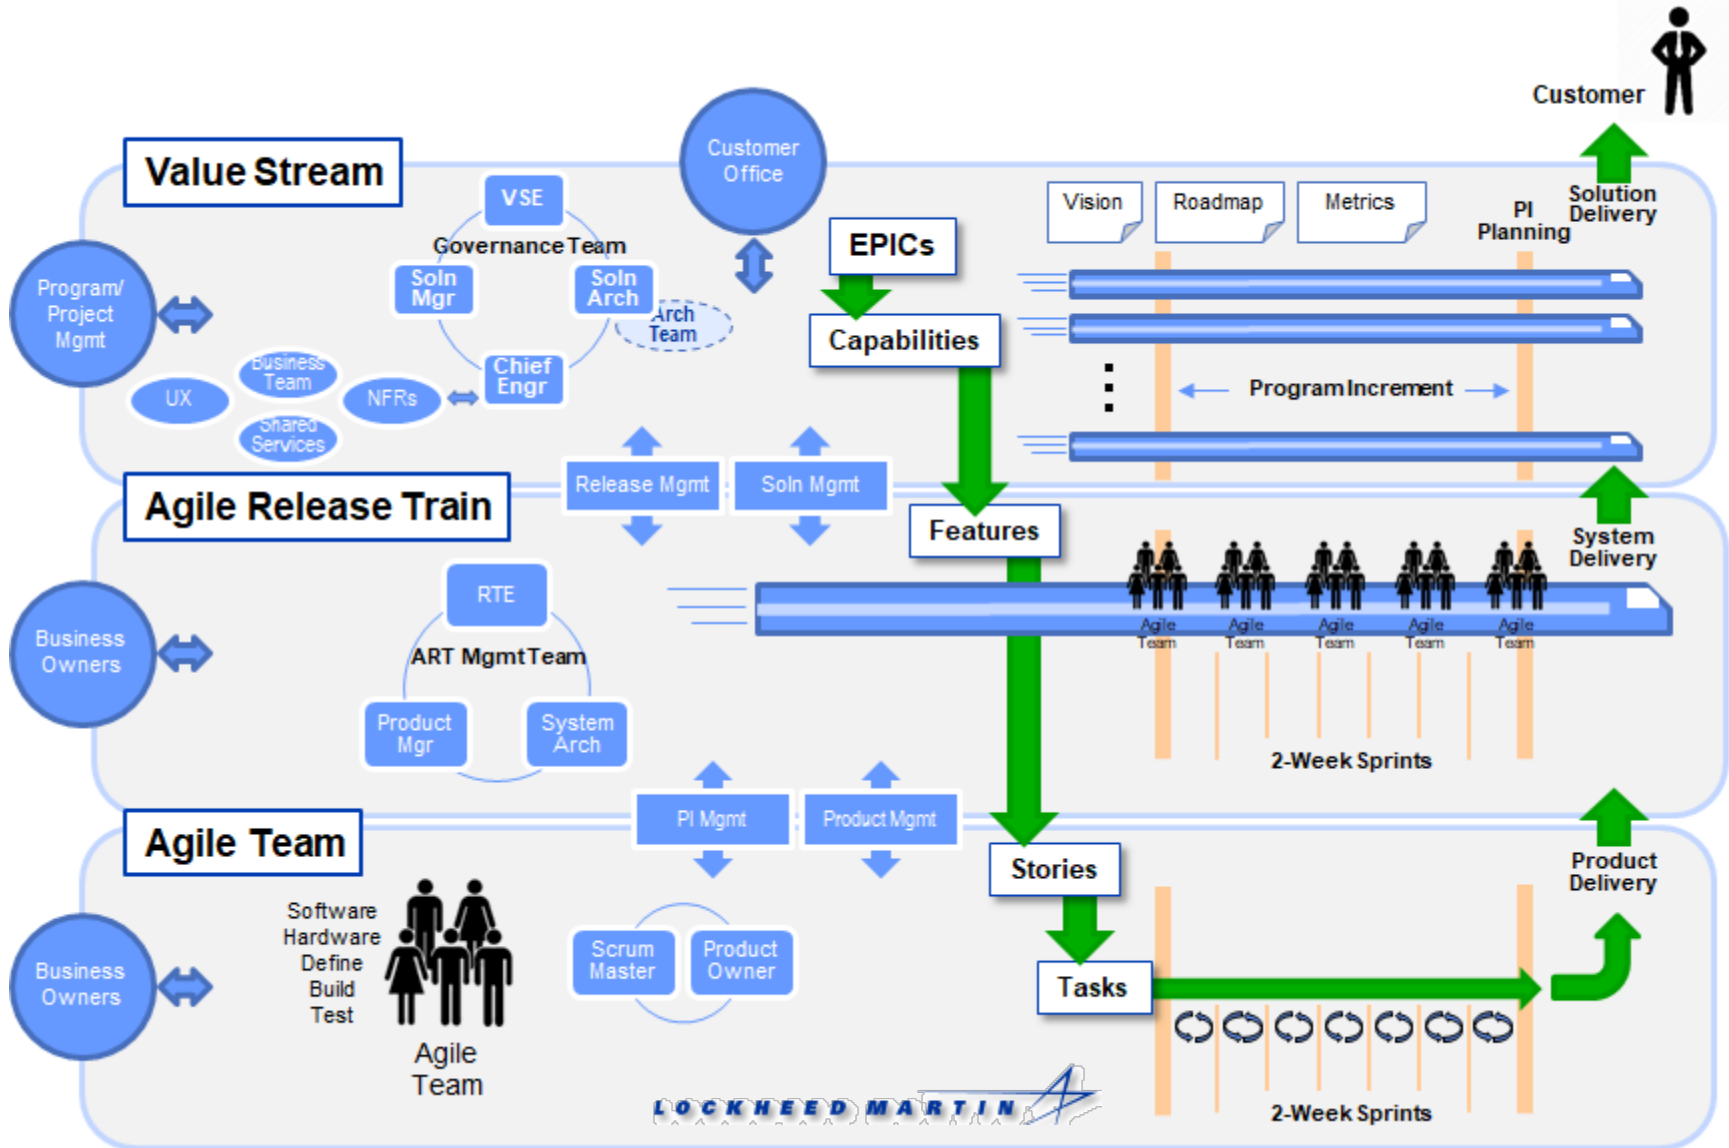 Customer
Value Stream
Customer
Office
VSE
Governance Team
Soln
Mgr
Soln
Arch
Arch
Team
Chief
Engr
Program/
Project
Mgmt
UX
Business
Team
NFRs
Shared
Services
EPICs
Capabilities
Vision
Roadmap
Metrics
PI
Planning
Solution
Delivery
Program Increment
Release Mgmt
Soln Mgmt
Agile Release Train
Features
System
Delivery
Business
Owners
RTE
ART Mgmt Team
Product
Mgr
System
Arch
Agile
Team
Agile
Team
Agile
Team
Agile
Team
Agile
Team
2-Week Sprints
PI Mgmt
Product Mgmt
Agile Team
Stories
Product
Delivery
Business
Owners
Software
Hardware
Define
Build
Test
Agile
Team
Scrum
Master
Product
Owner
Tasks
2-Week Sprints
LOCKHEED MARTIN